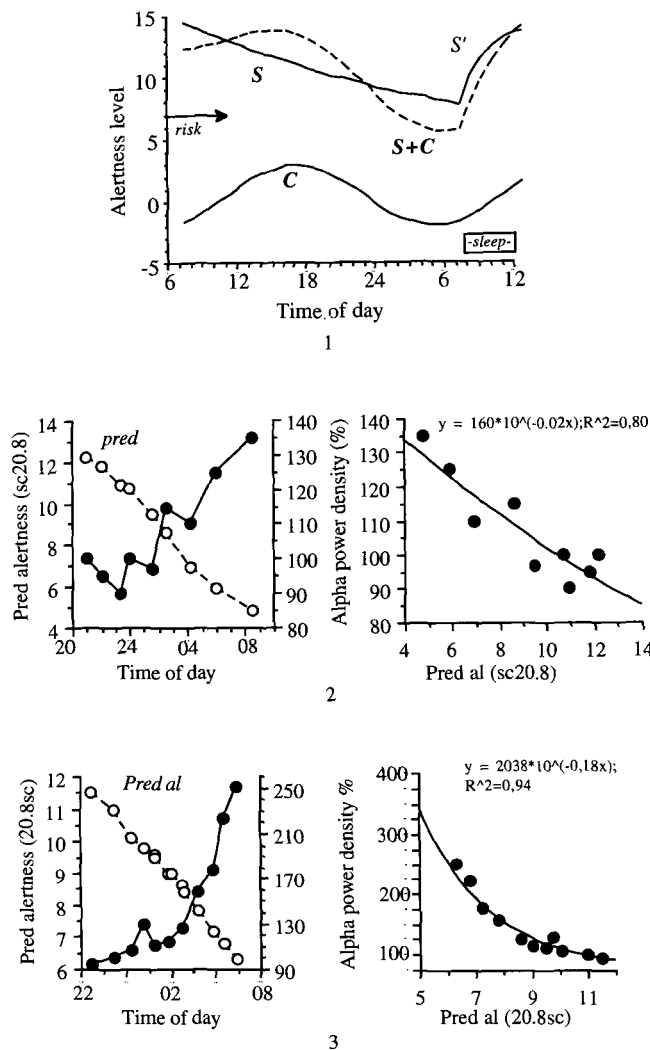 15
10
5
0
-5
Alertness level
S
S'
risk
S+C
C
-sleep-
6 12 18 24 6 12
Time of day
1
14
13
12
11
10
9
8
7
6
5
4
Pred alertness (sc20.8)
pred
140
130
120
110
100
90
80
20 24 04 08
Time of day
y = 160*10^(-0.02x);R^2=0,80
140
130
120
110
100
90
80
Alpha power density (%)
4 6 8 10 12 14
Pred al (sc20.8)
2
12
11
10
9
8
7
6
Pred alertness (20.8sc)
Pred al
250
210
170
130
90
22 02 08
Time of day
y = 2038*10^(-0,18x);
R^2=0,94
400
300
200
100
Alpha power density %
5 7 9 11
Pred al (20.8sc)
3